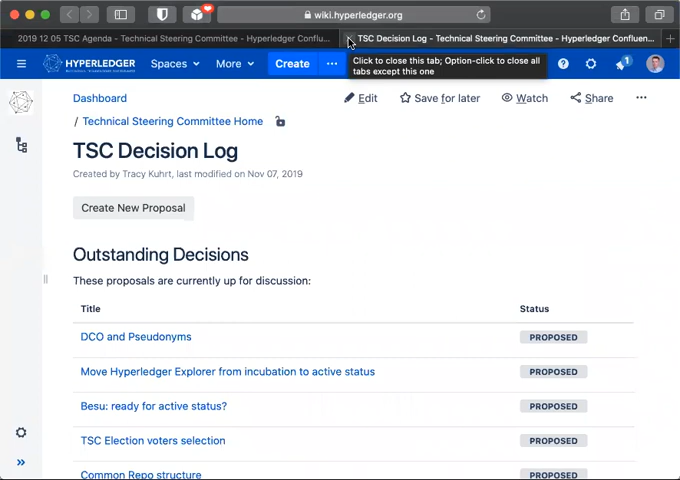 wiki.hyperledger.org
2019 12 05 TSC Agenda - Technical Steering Committee - Hyperledger Conflu...
TSC Decision Log - Technical Steering Committee - Hyperledger Confluen...
Click to close this tab; Option-click to close all
tabs except this one
HYPERLEDGER
Spaces
More
Create
1
Dashboard
Edit
Save for later
Watch
Share
/ Technical Steering Committee Home
TSC Decision Log
Created by Tracy Kuhrt, last modified on Nov 07, 2019
Create New Proposal
Outstanding Decisions
These proposals are currently up for discussion:
Title Status
DCO and Pseudonyms PROPOSED
Move Hyperledger Explorer from incubation to active status PROPOSED
Besu: ready for active status? PROPOSED
TSC Election voters selection PROPOSED
Common Repo structure PROPOSED